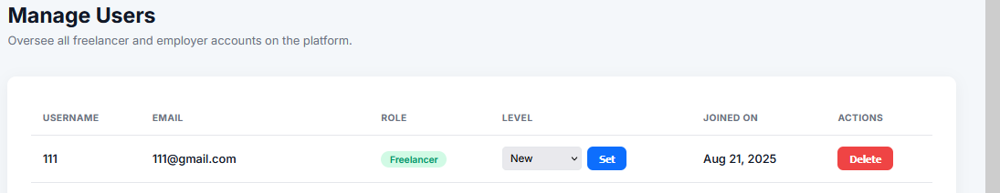 Manage Users
Oversee all freelancer and employer accounts on the platform.
USERNAME EMAIL ROLE LEVEL JOINED ON ACTIONS
111 111@gmail.com Freelancer New Set Aug 21, 2025 Delete